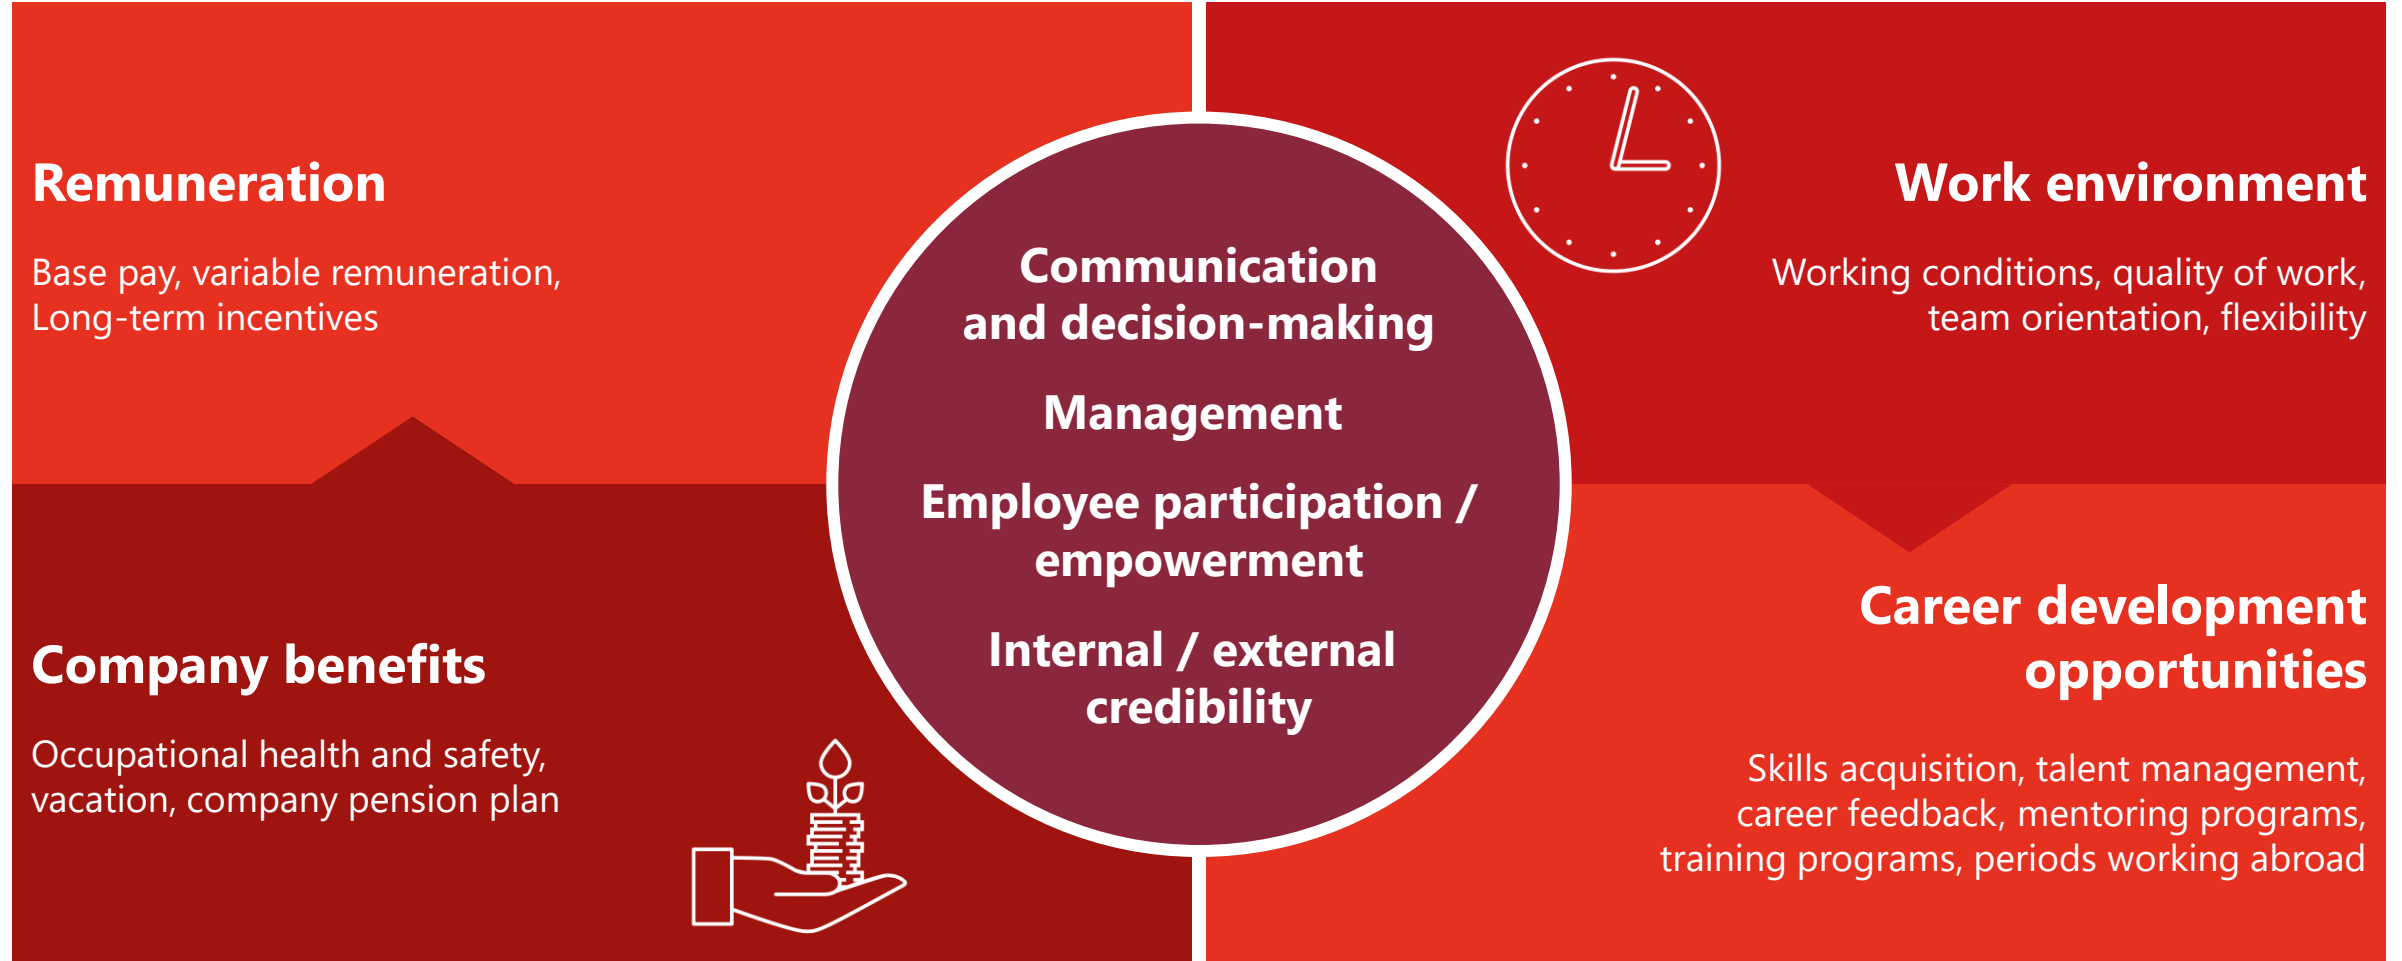 Remuneration
Base pay, variable remuneration,
Long-term incentives
Company benefits
Occupational health and safety,
vacation, company pension plan
Communication
and decision-making
Management
Employee participation /
empowerment
Internal / external
credibility
Work environment
Working conditions, quality of work,
team orientation, flexibility
Career development
opportunities
Skills acquisition, talent management,
career feedback, mentoring programs,
training programs, periods working abroad